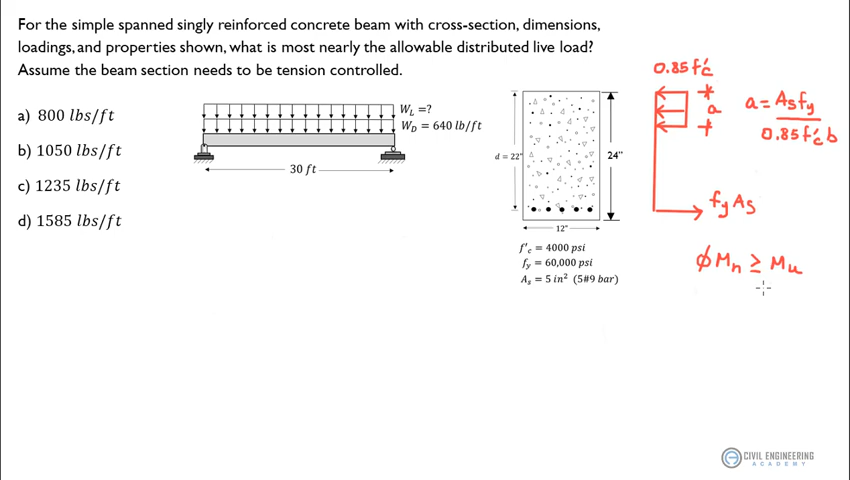 For the simple spanned singly reinforced concrete beam with cross-section, dimensions,
loadings, and properties shown, what is most nearly the allowable distributed live load?
Assume the beam section needs to be tension controlled.
a) 800 lbs/ft
b) 1050 lbs/ft
c) 1235 lbs/ft
d) 1585 lbs/ft
W_L =?
W_D = 640 lb/ft
30 ft
d = 22"
24"
12"
f'_c = 4000 psi
f_y = 60,000 psi
A_s = 5 in² (5#9 bar)
0.85f'c
a
a = Asfy
0.85f'c b
fyAs
ϕMn ≥ Mu
CIVIL ENGINEERING
ACADEMY